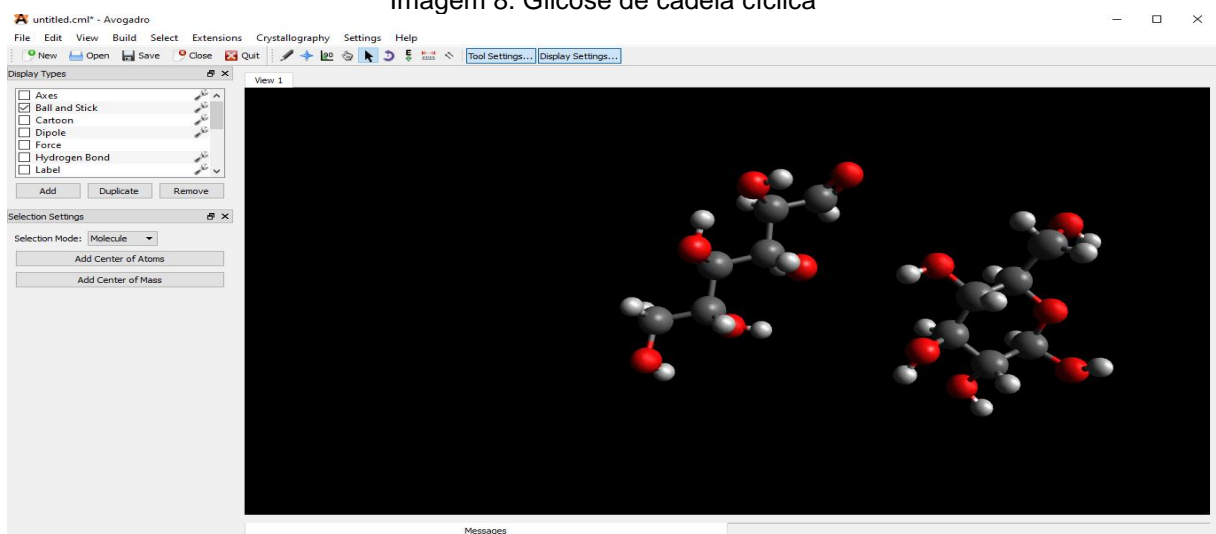 Imagem 8: Glicose de cadeia cíclica
untitled.cml* - Avogadro
File Edit View Build Select Extensions Crystallography Settings Help
New Open Save Close Quit Tool Settings... Display Settings...
Display Types
View 1
Axes
Ball and Stick
Cartoon
Dipole
Force
Hydrogen Bond
Label
Add Duplicate Remove
Selection Settings
Selection Mode: Molecule
Add Center of Atoms
Add Center of Mass
Messages